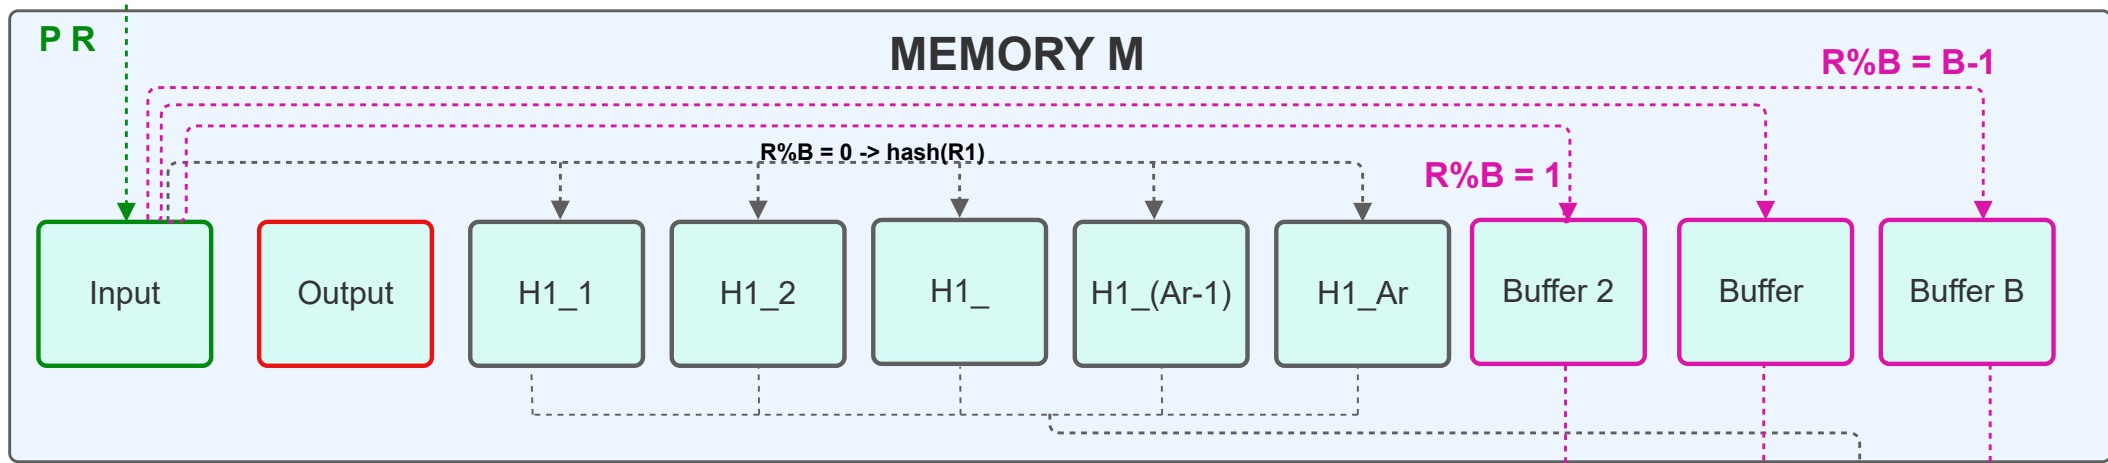 P R
MEMORY M
R%B = B-1
R%B = 0 -> hash(R1)
R%B = 1
Input
Output
H1_1
H1_2
H1_
H1_(Ar-1)
H1_Ar
Buffer 2
Buffer
Buffer B